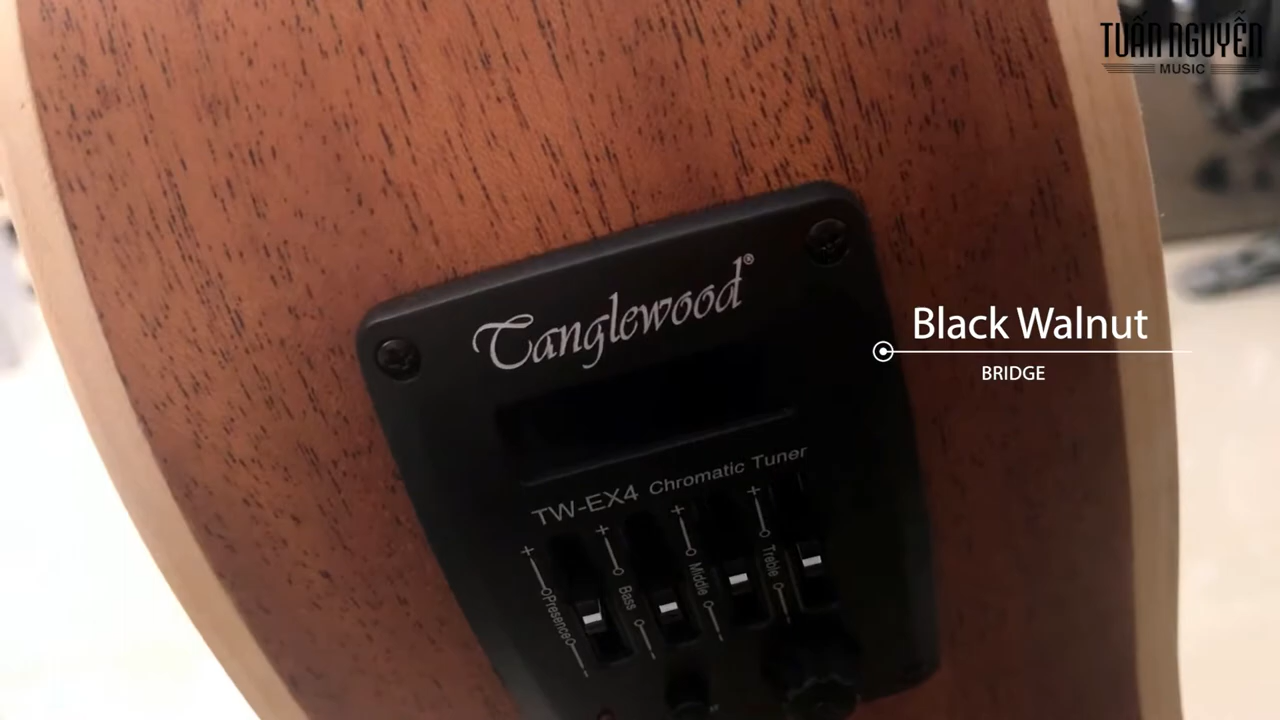 TUẤN NGUYỄN
MUSIC
Tanglewood®
Black Walnut
BRIDGE
TW-EX4 Chromatic Tuner
+ + + +
Presence Bass Middle Treble